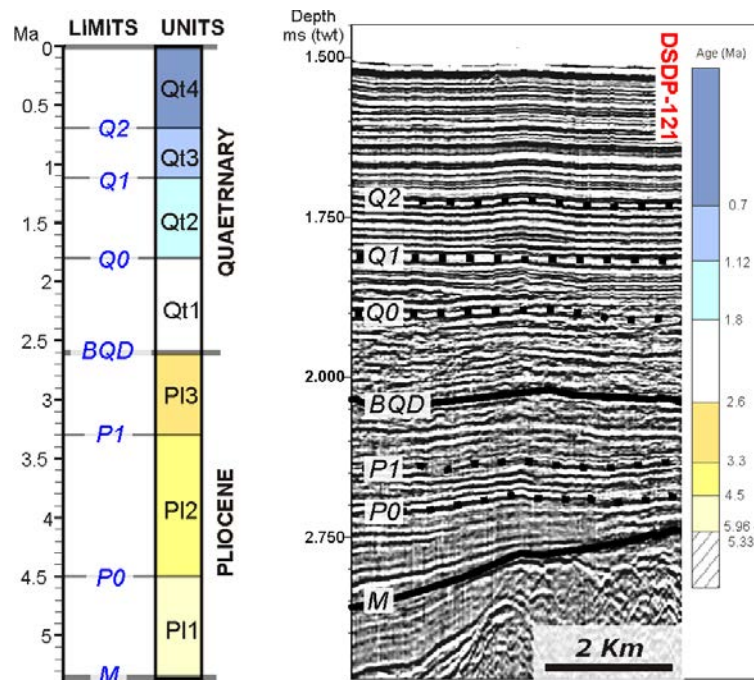 Ma
LIMITS
UNITS
0
0.5
1
1.5
2
2.5
3
3.5
4
4.5
5
Q2
Q1
Q0
BQD
P1
P0
M
Qt4
Qt3
Qt2
Qt1
Pl3
Pl2
Pl1
QUAETRNARY
PLIOCENE
Depth
ms (twt)
1.500
1.750
2.000
2.750
Q2
Q1
Q0
BQD
P1
P0
M
DSDP-121
2 Km
Age (Ma)
0.7
1.12
1.8
2.6
3.3
4.5
5.96
5.33